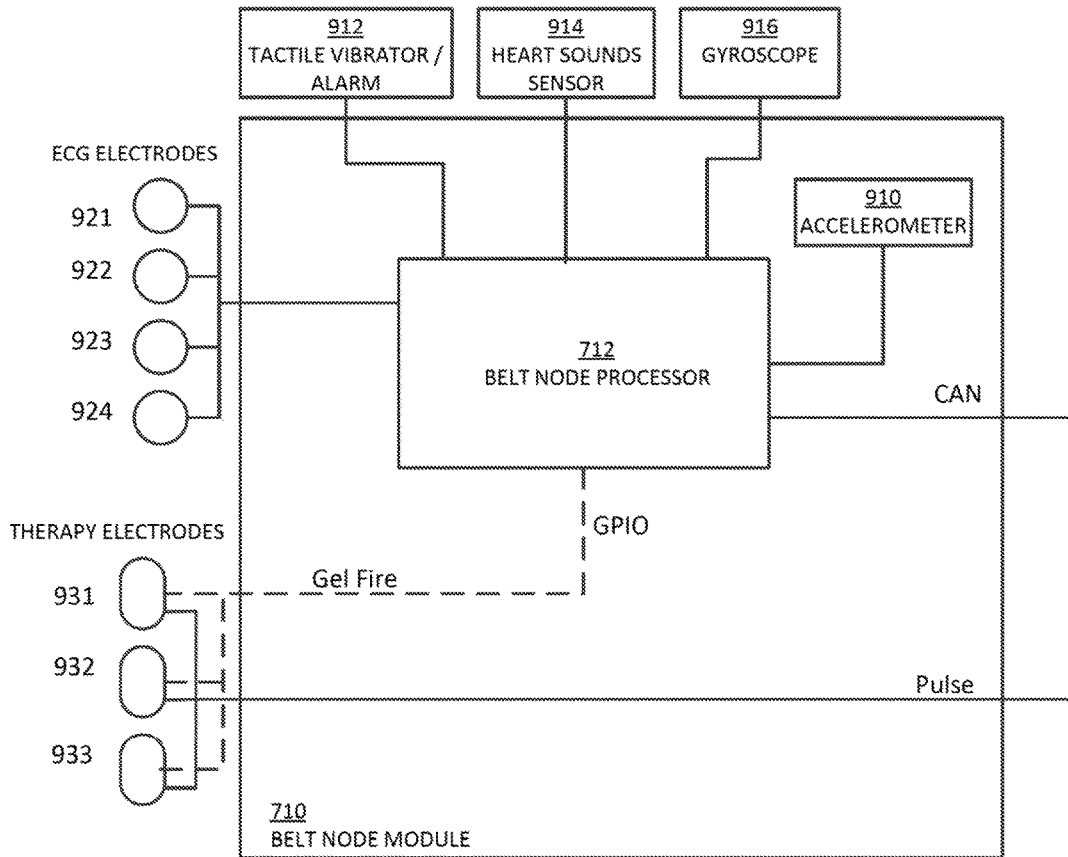 912
TACTILE VIBRATOR /
ALARM
914
HEART SOUNDS
SENSOR
916
GYROSCOPE
ECG ELECTRODES
921
922
923
924
910
ACCELEROMETER
712
BELT NODE PROCESSOR
CAN
GPIO
THERAPY ELECTRODES
Gel Fire
931
932
933
Pulse
710
BELT NODE MODULE